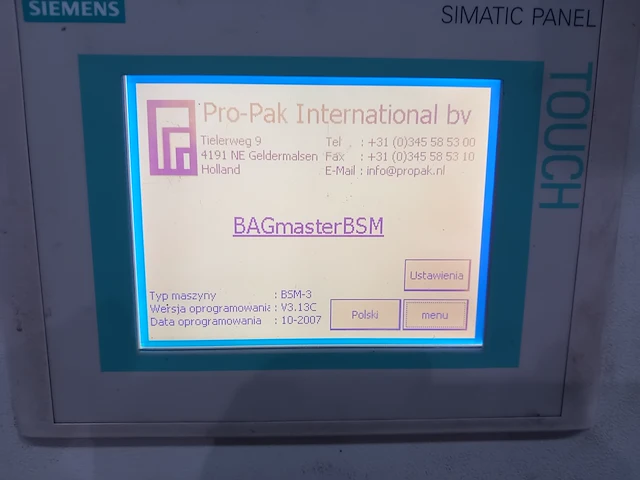 SIEMENS
SIMATIC PANEL
TOUCH
Pro-Pak International bv
Tielerweg 9
4191 NE Geldermalsen
Holland
Tel : +31 (0)345 58 53 00
Fax : +31 (0)345 58 53 10
E-Mail : info@propak.nl
BAGmasterBSM
Ustawienia
Typ maszyny : BSM-3
Wersja oprogramowania : V3.13C
Data oprogramowania : 10-2007
Polski
menu